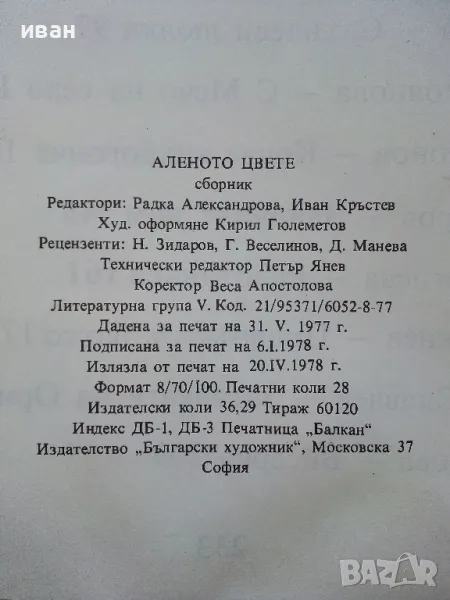 иван
АЛЕНОТО ЦВЕТЕ
сборник
Редактори: Радка Александрова, Иван Кръстев
Худ. оформяне Кирил Гюлеметов
Рецензенти: Н. Зидаров, Г. Веселинов, Д. Манева
Технически редактор Петър Янев
Коректор Веса Апостолова
Литературна група V. Код. 21/95371/6052-8-77
Дадена за печат на 31. V. 1977 г.
Подписана за печат на 6.I.1978 г.
Излязла от печат на 20.IV.1978 г.
Формат 8/70/100. Печатни коли 28
Издателски коли 36,29 Тираж 60120
Индекс ДБ-1, ДБ-3 Печатница „Балкан“
Издателство „Български художник“, Московска 37
София
BAZAR